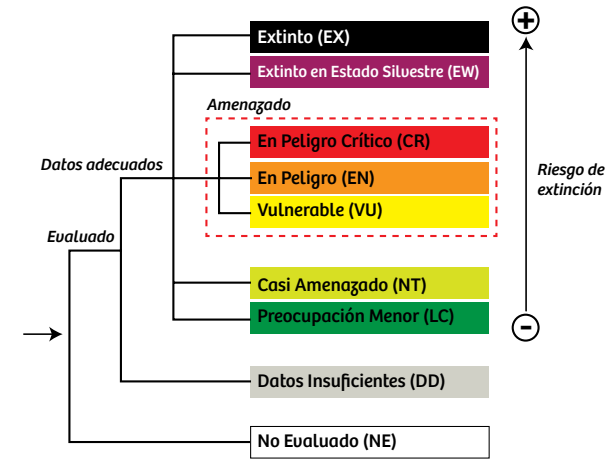 Extinto (EX)
Extinto en Estado Silvestre (EW)
Amenazado
En Peligro Crítico (CR)
Datos adecuados
En Peligro (EN)
Riesgo de
extinción
Vulnerable (VU)
Evaluado
Casi Amenazado (NT)
Preocupación Menor (LC)
Datos Insuficientes (DD)
No Evaluado (NE)